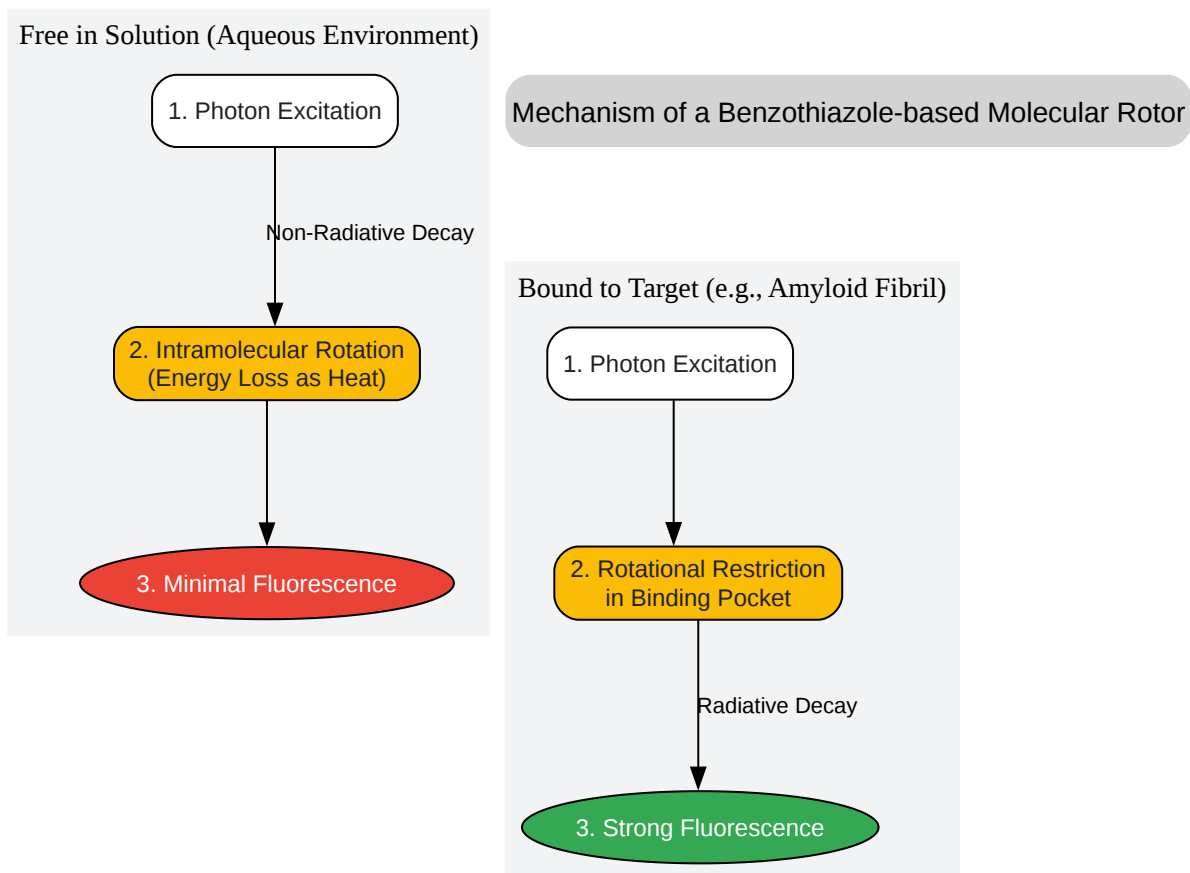 Free in Solution (Aqueous Environment)
1. Photon Excitation
Non-Radiative Decay
2. Intramolecular Rotation
(Energy Loss as Heat)
3. Minimal Fluorescence
Mechanism of a Benzothiazole-based Molecular Rotor
Bound to Target (e.g., Amyloid Fibril)
1. Photon Excitation
2. Rotational Restriction
in Binding Pocket
Radiative Decay
3. Strong Fluorescence